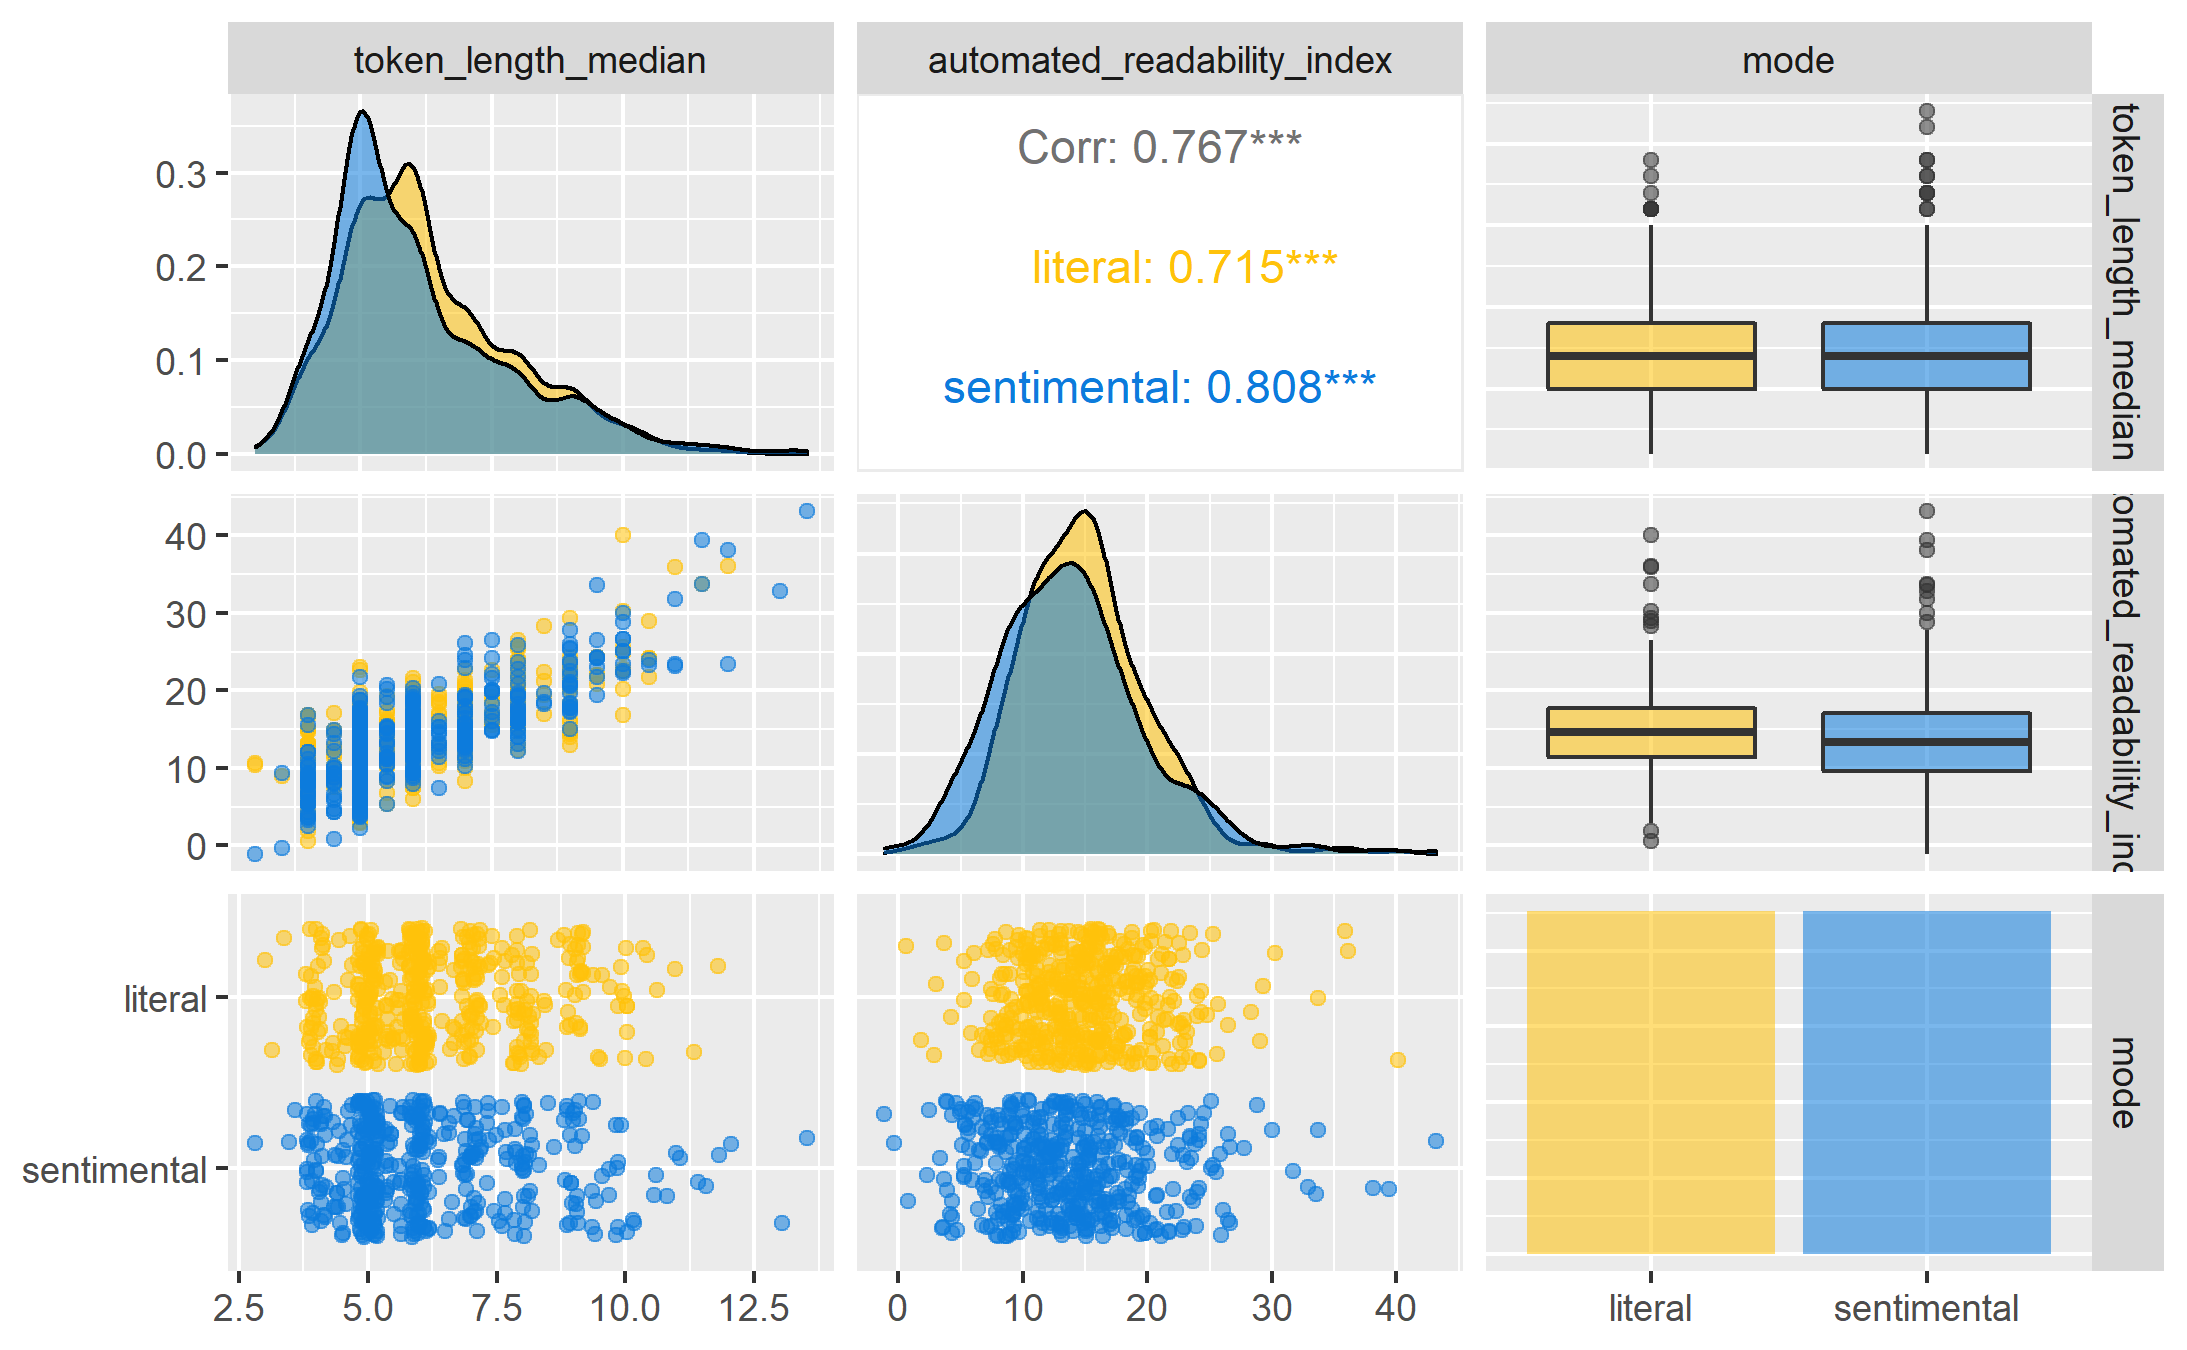 token_length_median
automated_readability_index
mode
0.3
0.2
0.1
0.0
Corr: 0.767***
literal: 0.715***
sentimental: 0.808***
token_length_median
40
30
20
10
0
omated_readability_inc
literal
sentimental
mode
2.5
5.0
7.5
10.0
12.5
0
10
20
30
40
literal
sentimental